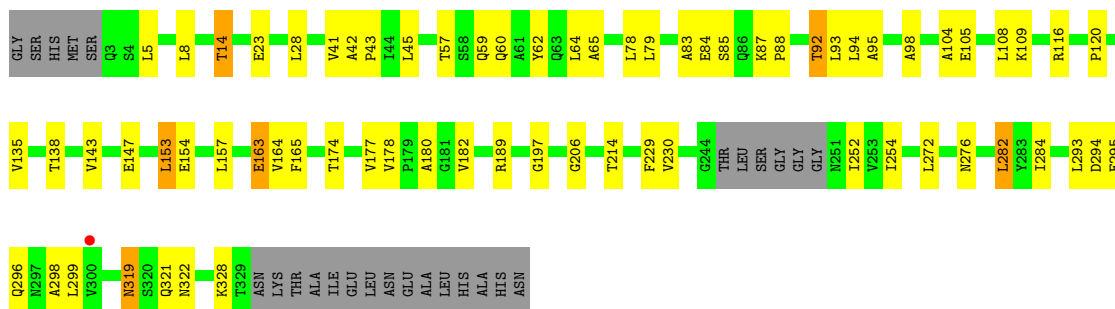 GLY SER HIS MET SER Q3 S4 L5 L8 T14 E23 L28 V41 A42 P43 I44 L45 T57 S58 Q59 Q60 A61 Y62 Q63 L64 A65 L78 L79 A83 E84 S85 Q86 K87 P88 T92 L93 L94 A95 A98 A104 E105 L108 K109 R116 P120
V135 T138 V143 E147 L153 E154 L157 E163 V164 F165 T174 V177 V178 P179 A180 G181 V182 R189 G197 G206 T214 F229 V230 G244 THR LEU SER GLY GLY GLY N251 I252 V253 I254 L272 N276 L282 Y283 I284 L293 D294
Q296 N297 A298 L299 V300 N319 S320 Q321 N322 K328 T329 ASN LYS THR ALA ILE GLU LEU ASN GLU ALA LEU HIS ALA HIS ASN